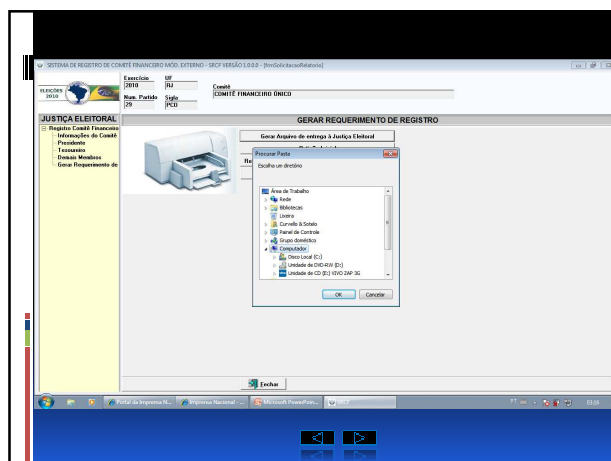 SISTEMA DE REGISTRO DE COMITÊ FINANCEIRO MÓD. EXTERNO - SRCF VERSÃO 1.0.0.0 - [frmSolicitacaoRelatorio]
ELEIÇÕES
2010
Exercício UF
2010 RJ
Comitê
COMITÊ FINANCEIRO ÚNICO
Num. Partido Sigla
29 PCO
JUSTIÇA ELEITORAL
GERAR REQUERIMENTO DE REGISTRO
Registro Comitê Financeiro
Informações do Comitê
Presidente
Tesoureiro
Demais Membros
Gerar Requerimento de
Gerar Arquivo de entrega à Justiça Eleitoral
Procurar Pasta
Escolha um diretório
Área de Trabalho
Rede
Bibliotecas
Lixeira
Curvello & Sotelo
Painel de Controle
Grupo doméstico
Computador
Disco Local (C:)
Unidade de DVD-RW (D:)
Unidade de CD (E:) VIVO ZAP 3G
OK Cancelar
Fechar
Portal da Imprensa N...
Imprensa Nacional - ...
Microsoft PowerPoin...
SRCF
PT